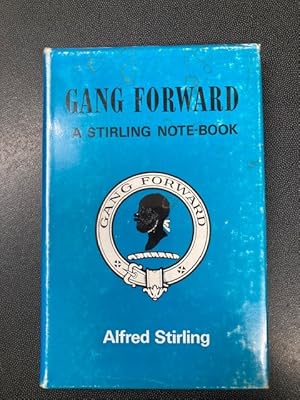 GANG FORWARD
A STIRLING NOTE-BOOK
GANG FORWARD
Alfred Stirling